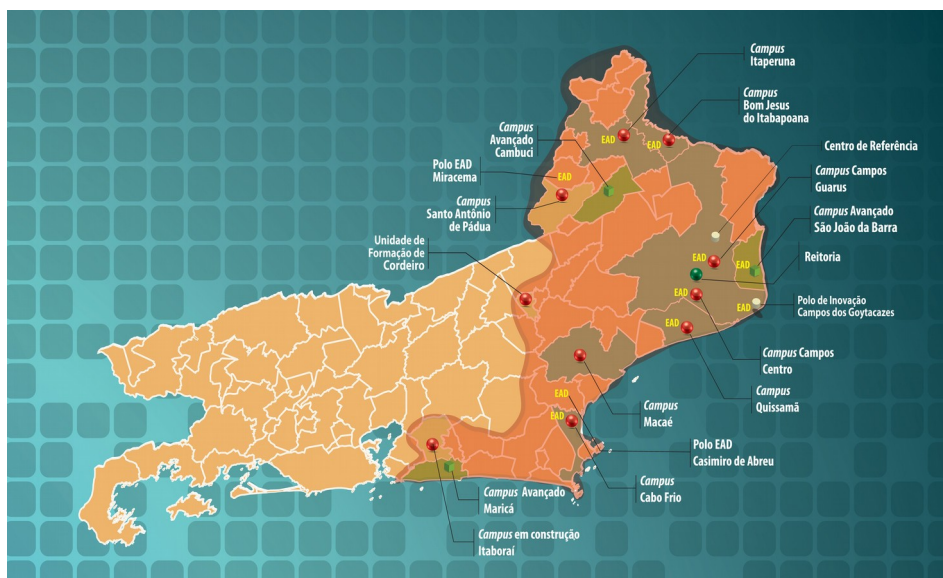 Campus
Itaperuna
Campus
Bom Jesus
do Itabapoana
Campus
Avançado
Cambuci
Centro de Referência
Polo EAD
Miracema
Campus Campos
Guarus
Campus
Santo Antônio
de Pádua
Campus Avançado
São João da Barra
Unidade de
Formação de
Cordeiro
Reitoria
Polo de Inovação
Campos dos Goytacazes
Campus Campos
Centro
Campus
Quissamã
Campus
Macaé
Polo EAD
Casimiro de Abreu
Campus
Cabo Frio
Campus Avançado
Maricá
Campus em construção
Itaboraí
EAD
EAD
EAD
EAD
EAD
EAD
EAD
EAD
EAD
EAD